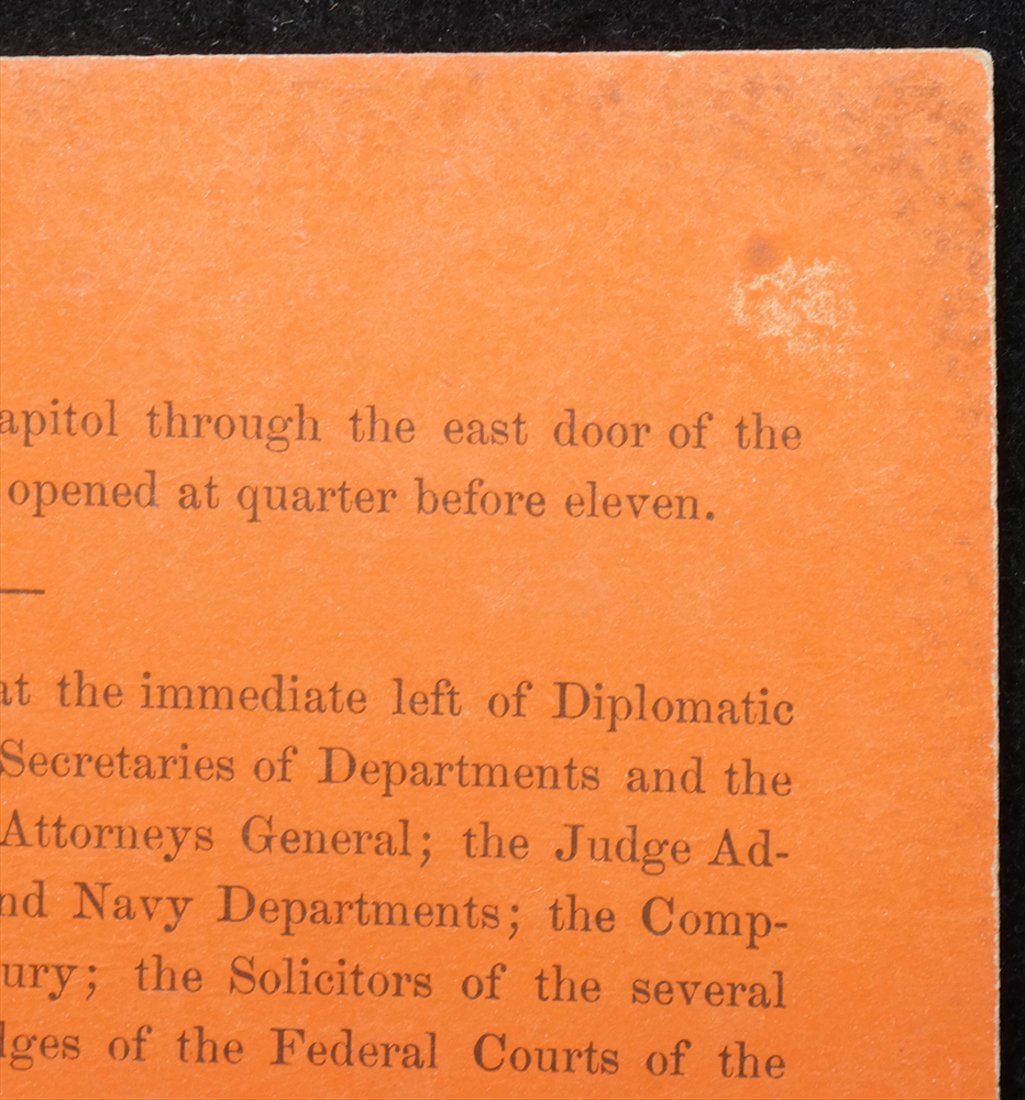 apitol through the east door of the
opened at quarter before eleven.
at the immediate left of Diplomatic
Secretaries of Departments and the
Attorneys General; the Judge Ad-
nd Navy Departments; the Comp-
ury; the Solicitors of the several
dges of the Federal Courts of the